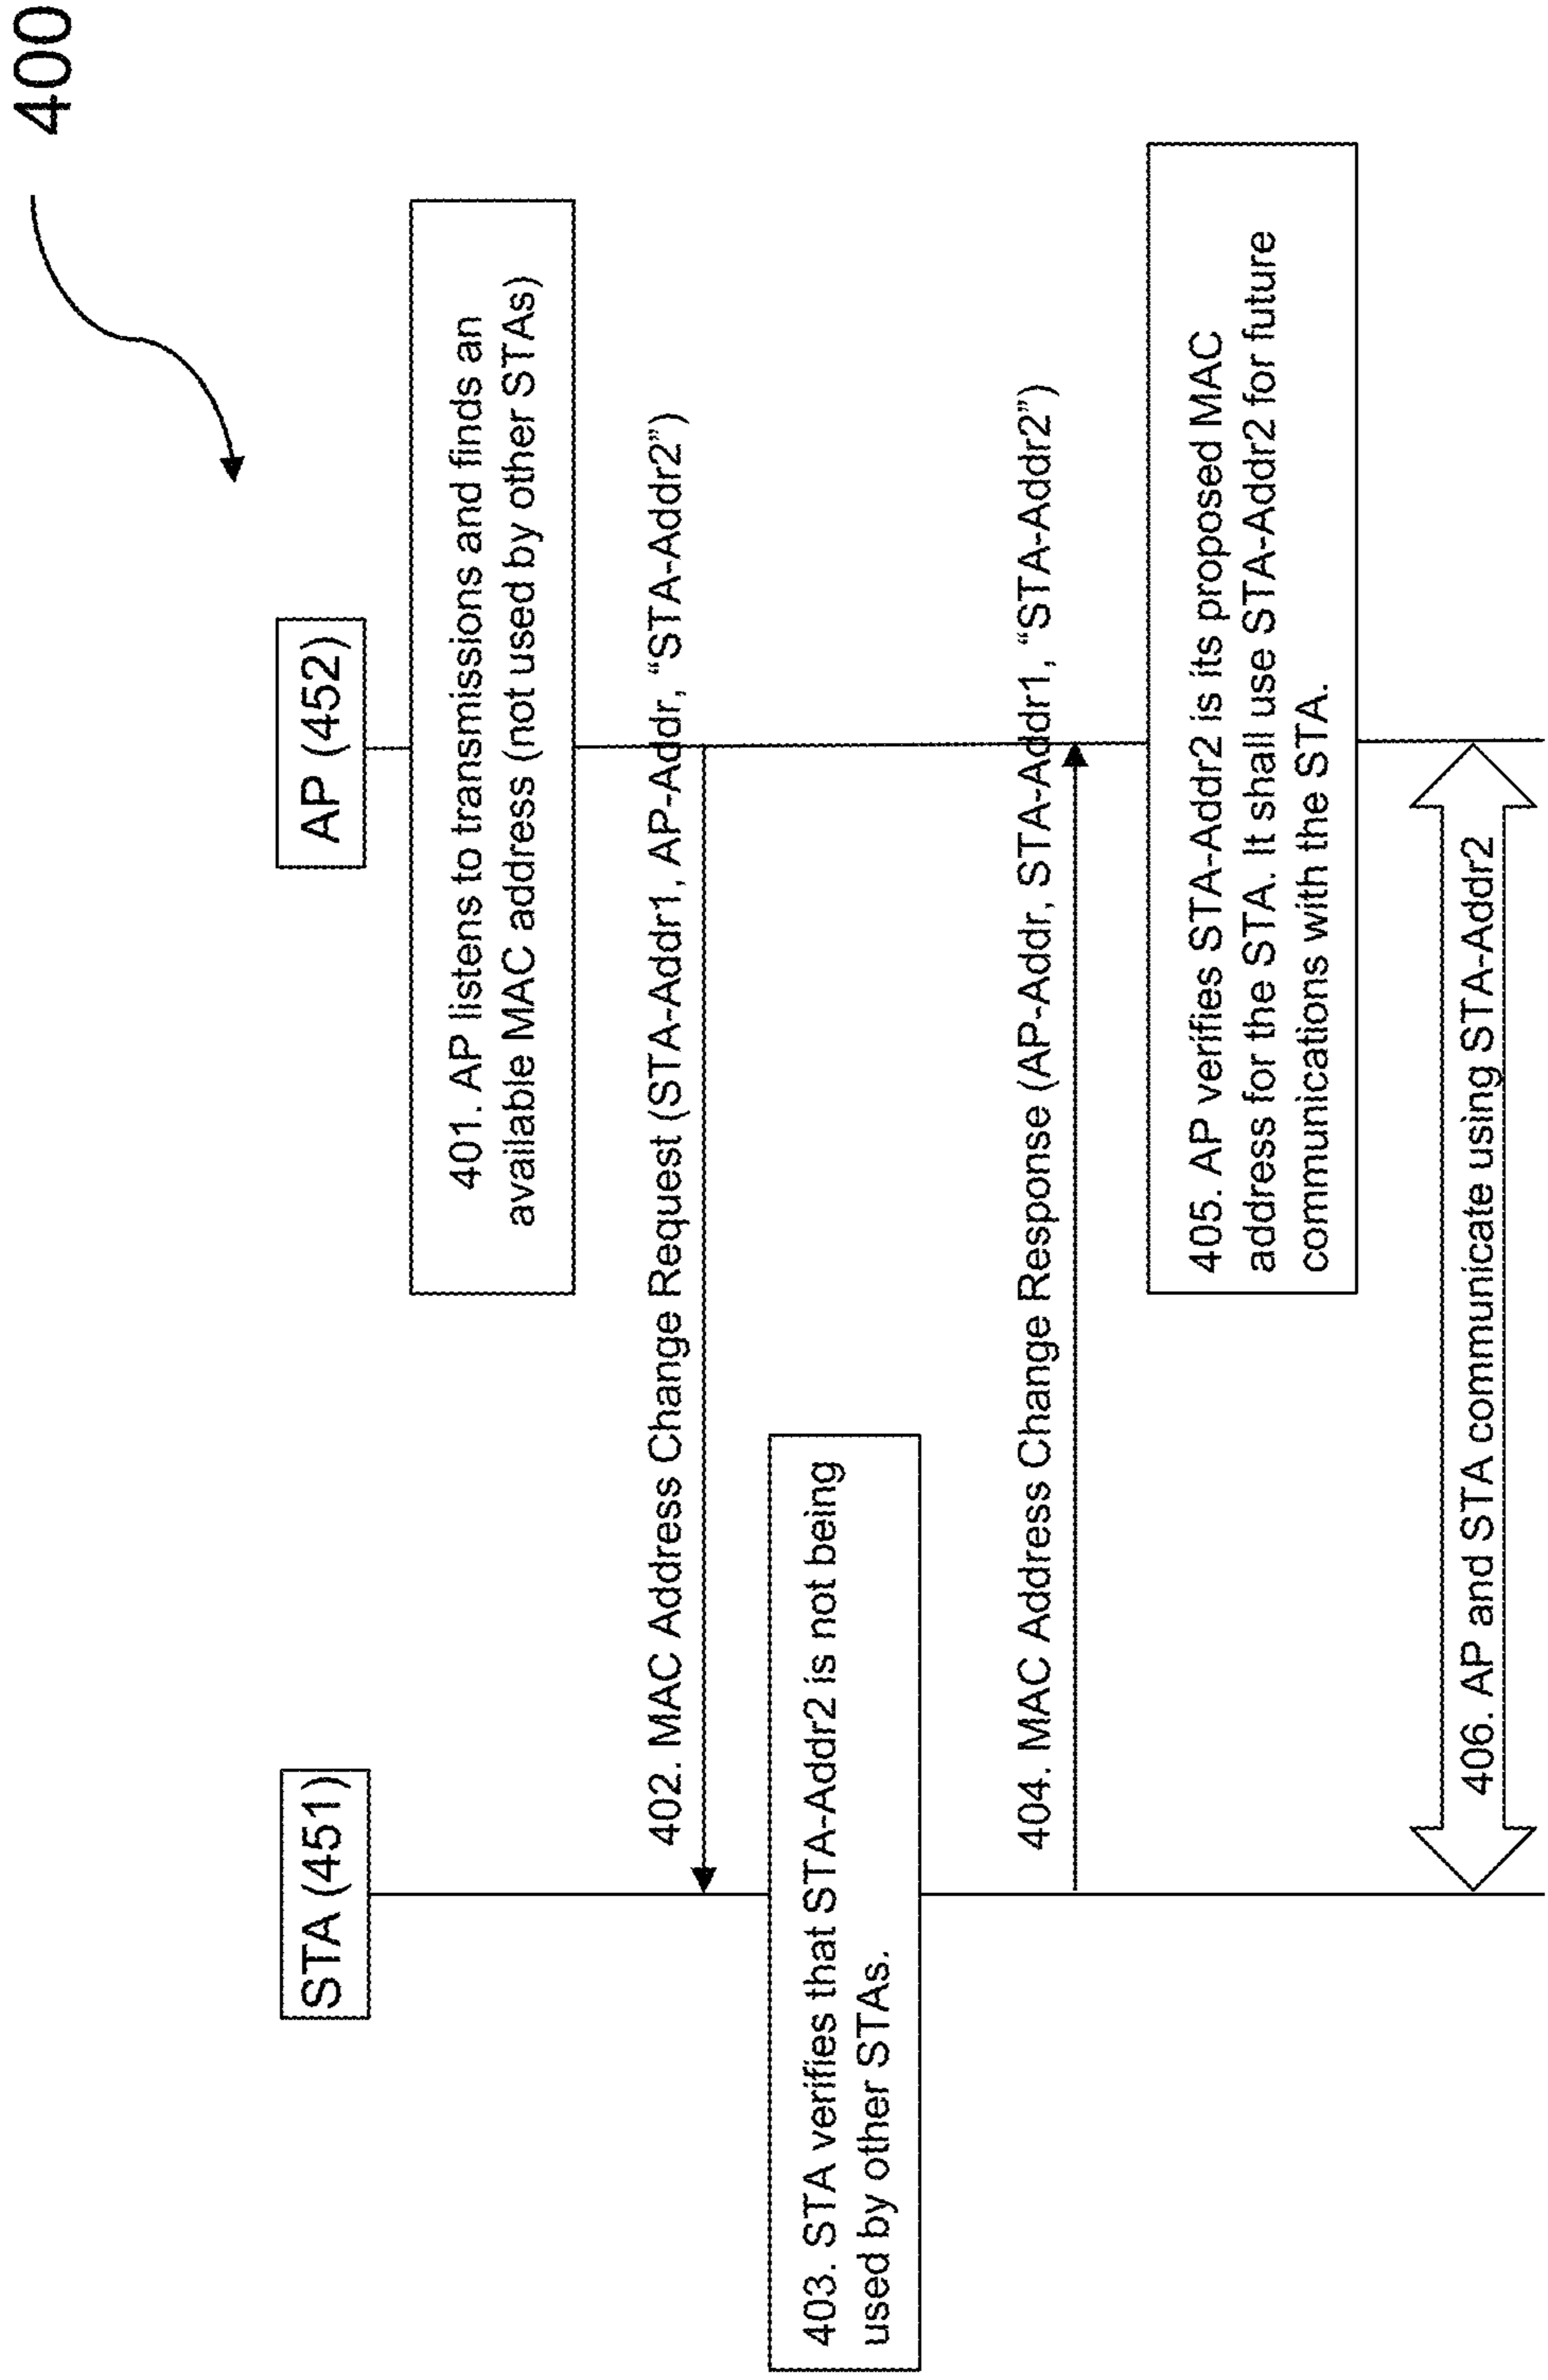 400
STA (451)
AP (452)
401. AP listens to transmissions and finds an
available MAC address (not used by other STAs)
402. MAC Address Change Request (STA-Addr1, AP-Addr, “STA-Addr2”)
403. STA verifies that STA-Addr2 is not being
used by other STAs.
404. MAC Address Change Response (AP-Addr, STA-Addr1, “STA-Addr2”)
405. AP verifies STA-Addr2 is its proposed MAC
address for the STA. It shall use STA-Addr2 for future
communications with the STA.
406. AP and STA communicate using STA-Addr2